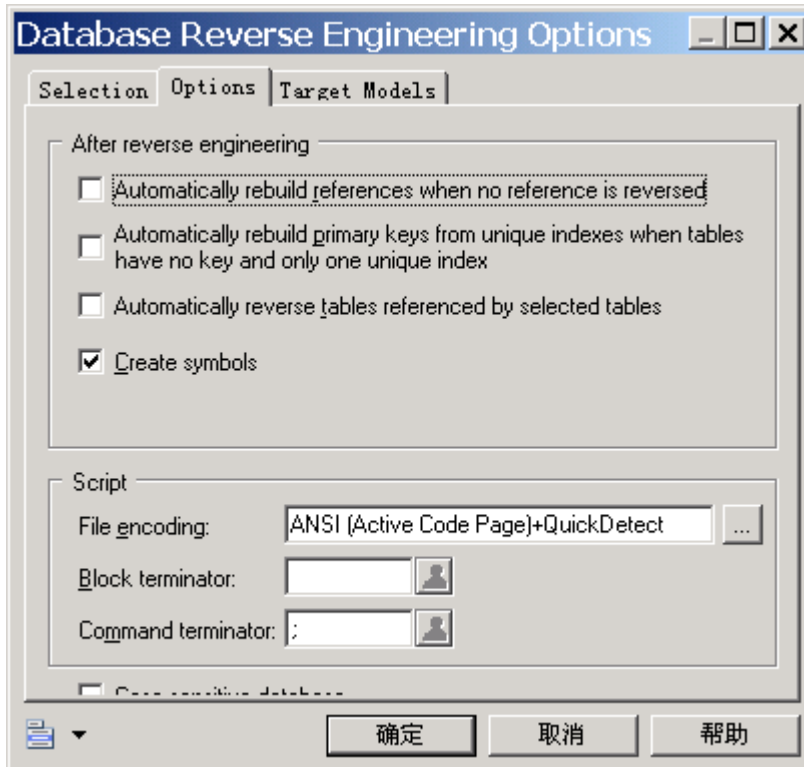 Database Reverse Engineering Options
Selection Options Target Models
After reverse engineering
Automatically rebuild references when no reference is reversed
Automatically rebuild primary keys from unique indexes when tables
have no key and only one unique index
Automatically reverse tables referenced by selected tables
Create symbols
Script
File encoding: ANSI (Active Code Page)+QuickDetect ...
Block terminator:
Command terminator: ;
确定 取消 帮助